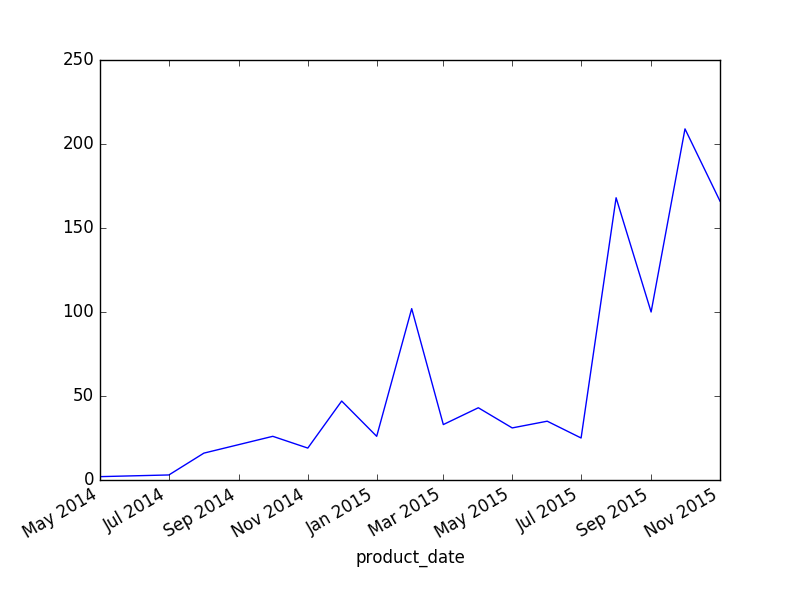 250
200
150
100
50
0
May 2014
Jul 2014
Sep 2014
Nov 2014
Jan 2015
Mar 2015
May 2015
Jul 2015
Sep 2015
Nov 2015
product_date